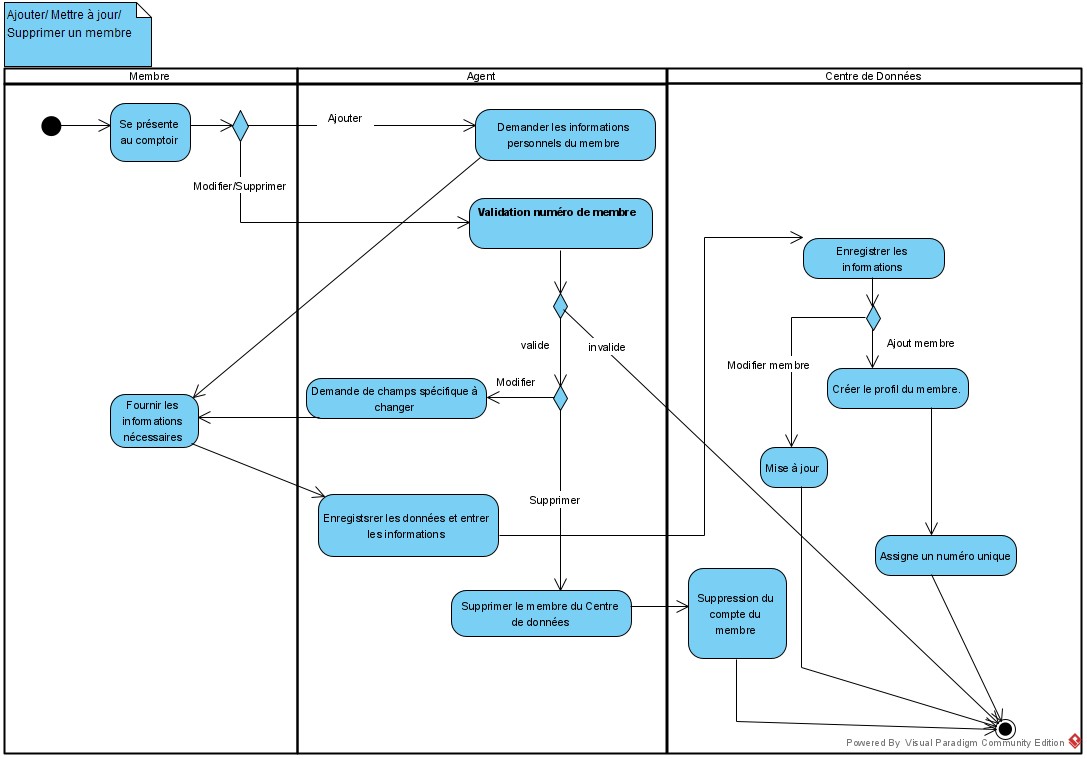 Ajouter/ Mettre à jour/
Supprimer un membre
Membre
Agent
Centre de Données
Se présente
au comptoir
Ajouter
Demander les informations
personnels du membre
Modifier/Supprimer
Validation numéro de membre
Enregistrer les
informations
valide
invalide
Ajout membre
Modifier membre
Modifier
Demande de champs spécifique à
changer
Créer le profil du membre.
Fournir les
informations
nécessaires
Mise à jour
Supprimer
Enregistsrer les données et entrer
les informations
Assigne un numéro unique
Supprimer le membre du Centre
de données
Suppression du
compte du
membre
Powered By Visual Paradigm Community Edition